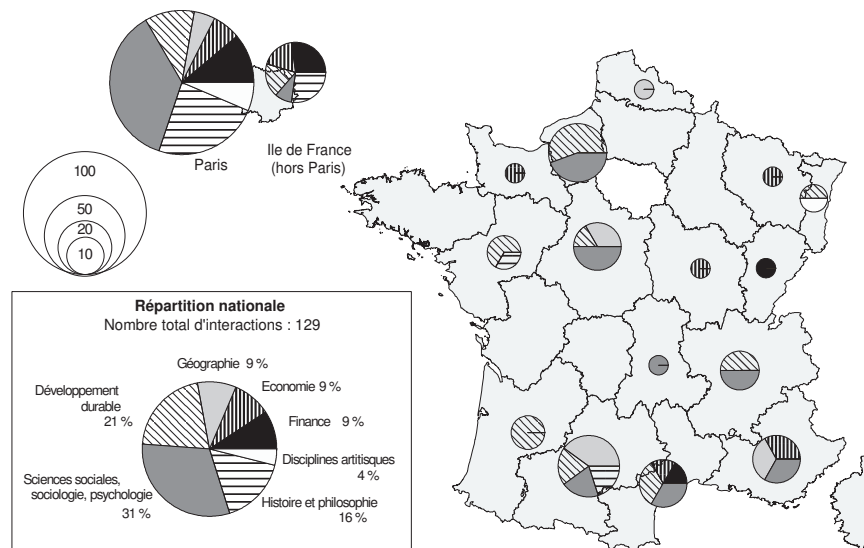 Paris
Ile de France
(hors Paris)
100
50
20
10
Répartition nationale
Nombre total d'interactions : 129
Géographie 9 %
Economie 9 %
Développement
durable
21 %
Finance 9 %
Disciplines artitisques
4 %
Sciences sociales,
sociologie, psychologie
31 %
Histoire et philosophie
16 %